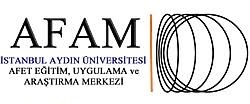 AFAM
İSTANBUL AYDIN ÜNİVERSİTESİ
AFET EĞİTİM, UYGULAMA ve
ARAŞTIRMA MERKEZİ